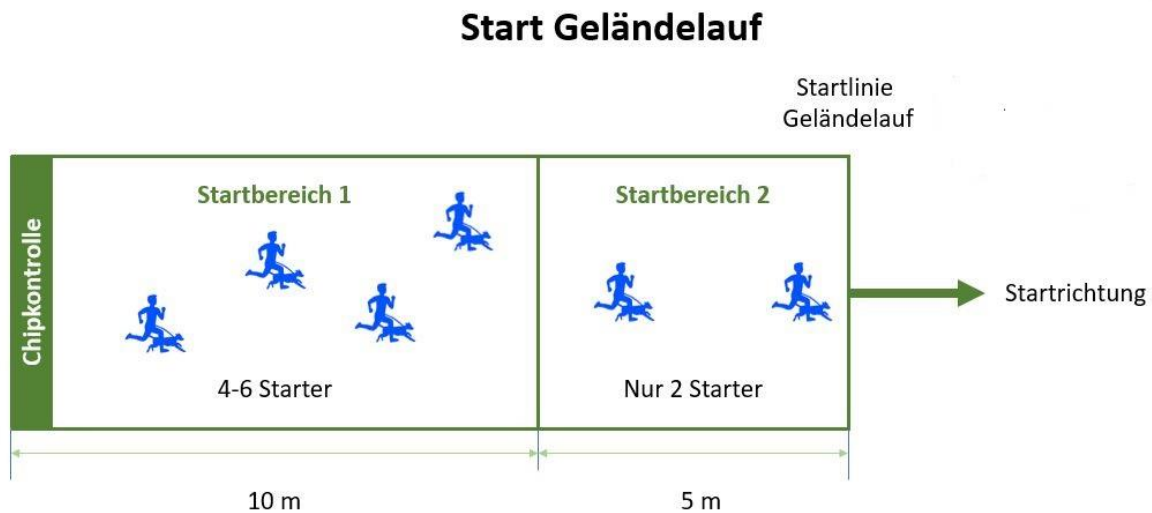 Start Geländelauf
Startlinie
Geländelauf
Chipkontrolle
Startbereich 1
Startbereich 2
Startrichtung
4-6 Starter
Nur 2 Starter
10 m
5 m